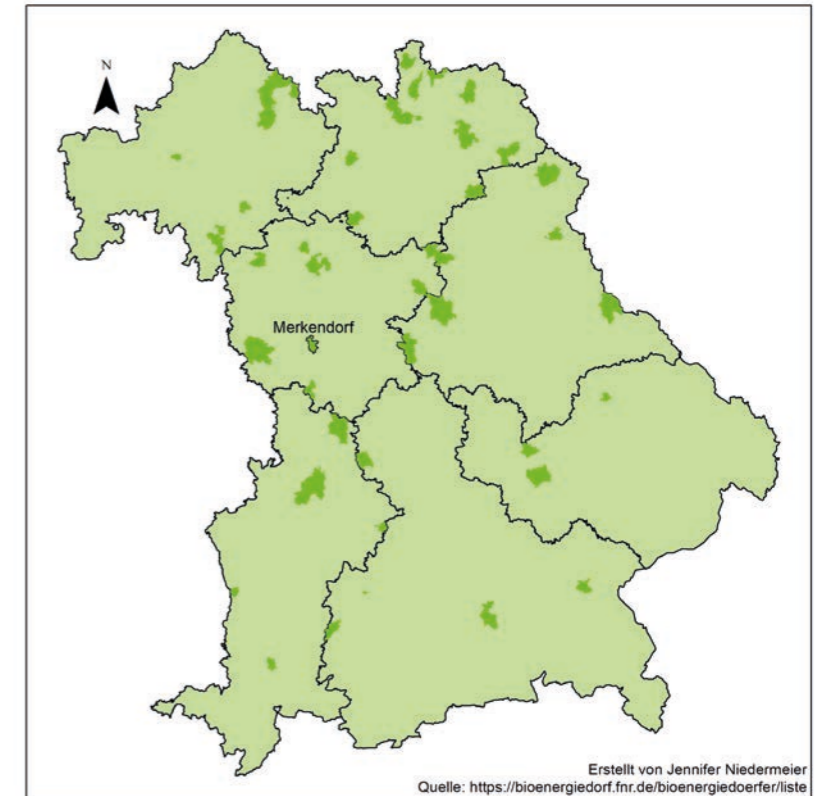 N
Merkendorf
Erstellt von Jennifer Niedermeier
Quelle: https://bioenergiedorf.fnr.de/bioenergiedoerfer/liste